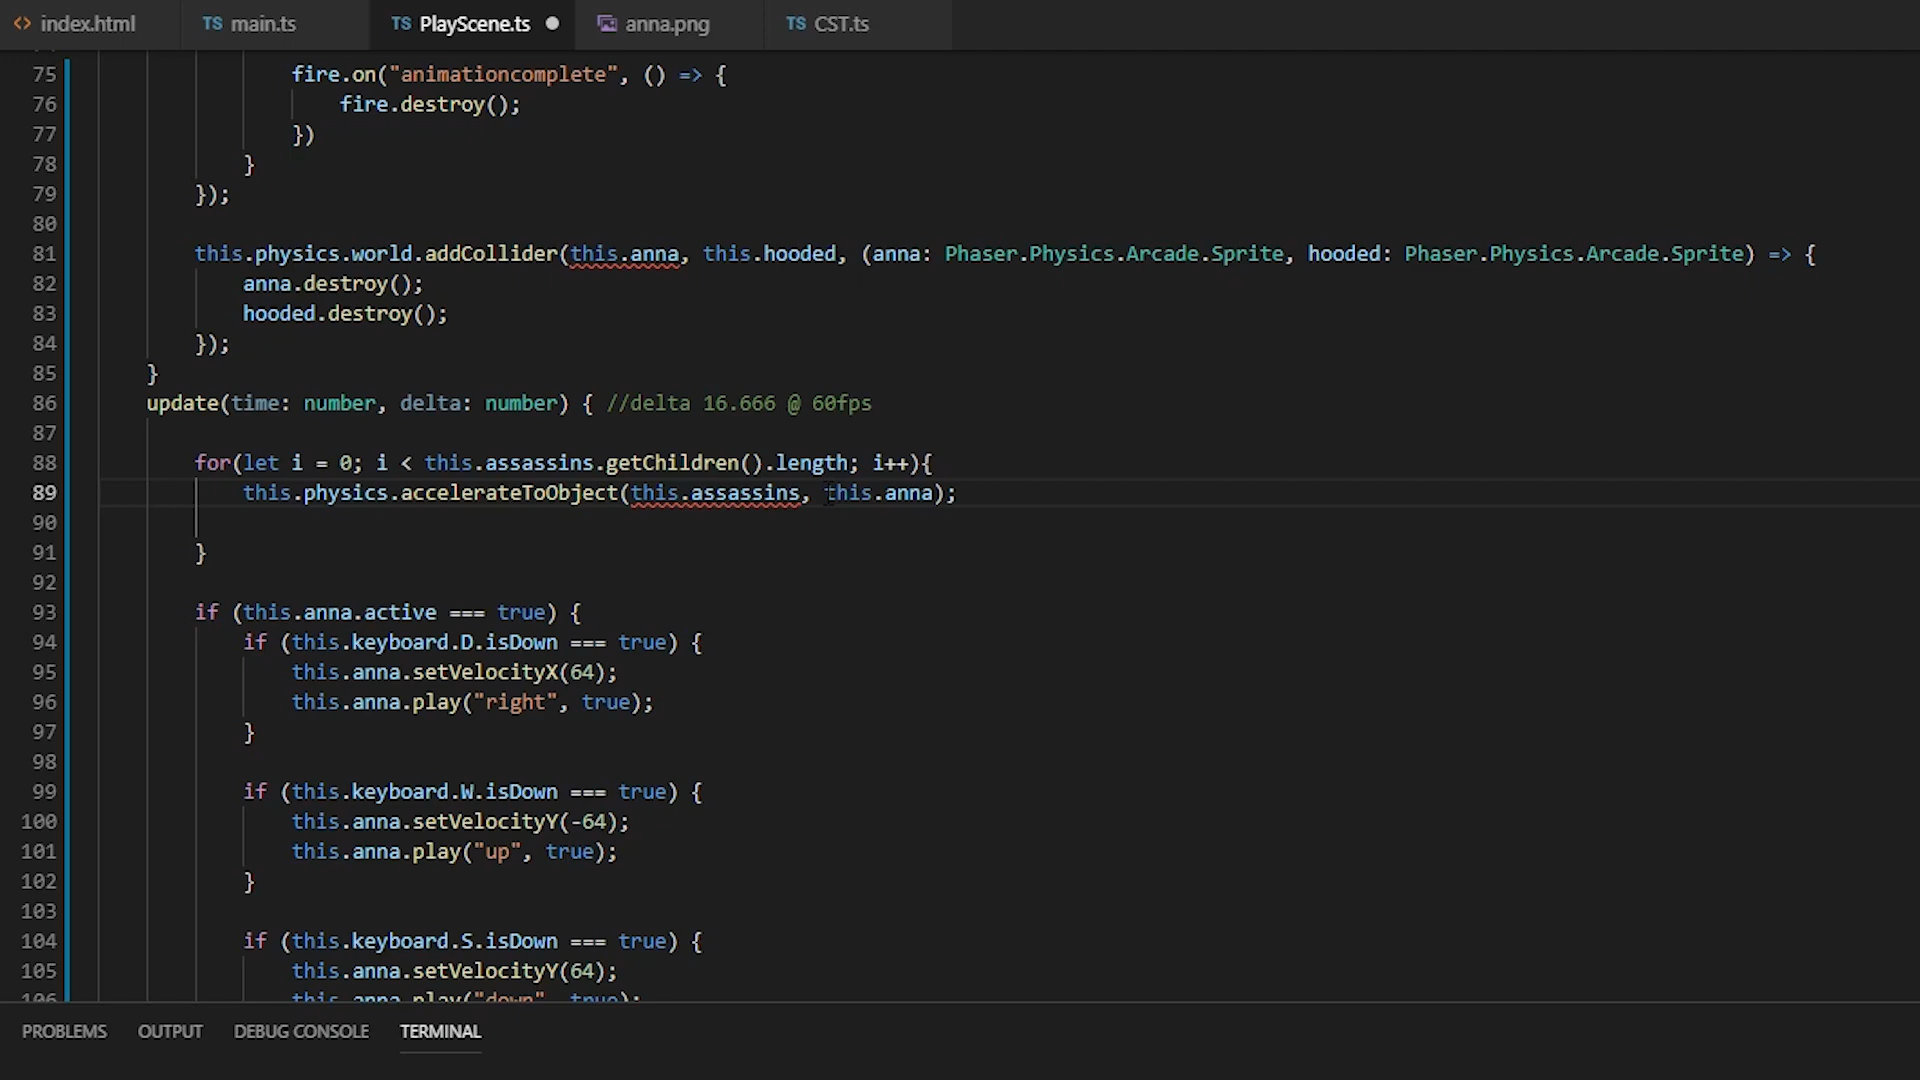 <> index.html TS main.ts TS PlayScene.ts ● anna.png TS CST.ts
75 fire.on("animationcomplete", () => {
76 fire.destroy();
77 })
78 }
79 });
80
81 this.physics.world.addCollider(this.anna, this.hooded, (anna: Phaser.Physics.Arcade.Sprite, hooded: Phaser.Physics.Arcade.Sprite) => {
82 anna.destroy();
83 hooded.destroy();
84 });
85 }
86 update(time: number, delta: number) { //delta 16.666 @ 60fps
87
88 for(let i = 0; i < this.assassins.getChildren().length; i++){
89 this.physics.accelerateToObject(this.assassins, this.anna);
90
91 }
92
93 if (this.anna.active === true) {
94 if (this.keyboard.D.isDown === true) {
95 this.anna.setVelocityX(64);
96 this.anna.play("right", true);
97 }
98
99 if (this.keyboard.W.isDown === true) {
100 this.anna.setVelocityY(-64);
101 this.anna.play("up", true);
102 }
103
104 if (this.keyboard.S.isDown === true) {
105 this.anna.setVelocityY(64);
106 this.anna.play("down", true);
PROBLEMS OUTPUT DEBUG CONSOLE TERMINAL